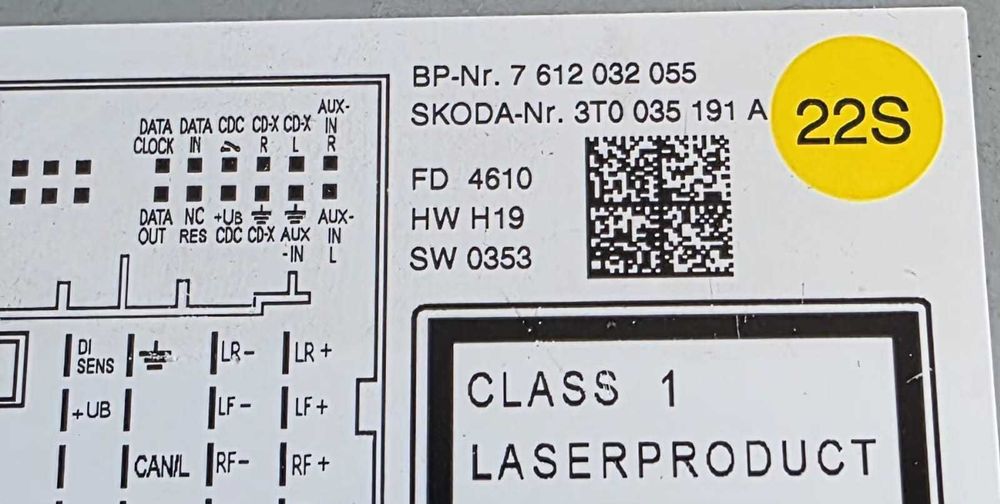 BP-Nr. 7 612 032 055
SKODA-Nr. 3T0 035 191 A
22S
FD 4610
HW H19
SW 0353
AUX-
DATA DATA CDC CD-X CD-X IN
CLOCK IN R L R
DATA NC +UB AUX-
OUT RES CDC CD-X AUX IN
-IN L
DI
SENS
LR- LR+
+UB LF- LF+
CAN/L RF- RF+
CLASS 1
LASERPRODUCT